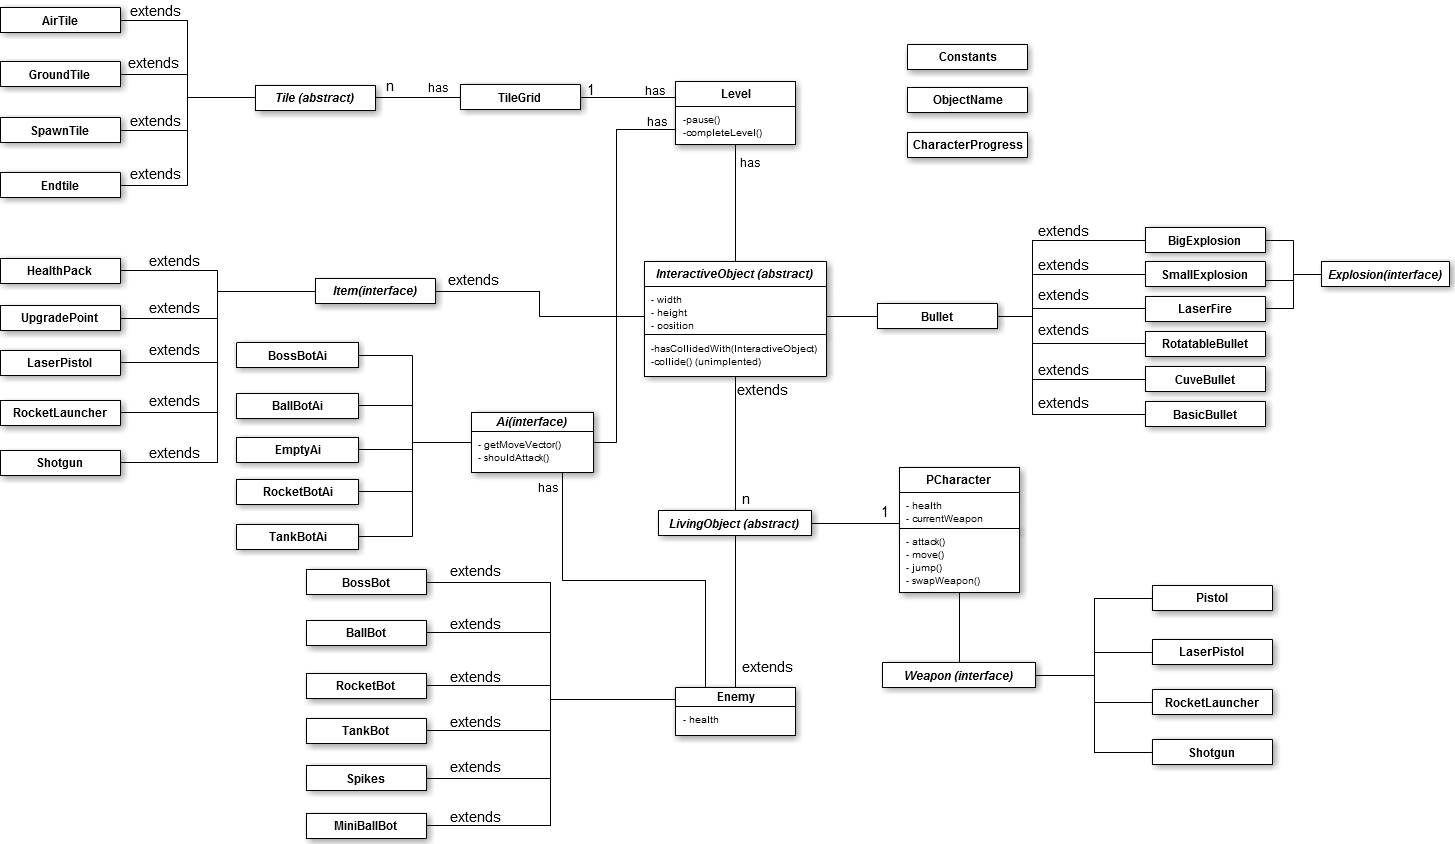 AirTile
extends
GroundTile
extends
SpawnTile
extends
Endtile
extends
Tile (abstract)
n
has
TileGrid
1
has
Level
-pause()
-completeLevel()
has
has
Constants
ObjectName
CharacterProgress
HealthPack
extends
UpgradePoint
extends
LaserPistol
extends
RocketLauncher
extends
Shotgun
extends
Item(interface)
extends
InteractiveObject (abstract)
- width
- height
- position
-hasCollidedWith(InteractiveObject)
-collide() (unimplented)
extends
Bullet
extends
BigExplosion
extends
SmallExplosion
extends
LaserFire
extends
RotatableBullet
extends
CuveBullet
extends
BasicBullet
Explosion(interface)
BossBotAi
BallBotAi
EmptyAi
RocketBotAi
TankBotAi
Ai(interface)
- getMoveVector()
- shouldAttack()
has
n
LivingObject (abstract)
1
PCharacter
- health
- currentWeapon
- attack()
- move()
- jump()
- swapWeapon()
BossBot
extends
BallBot
extends
RocketBot
extends
TankBot
extends
Spikes
extends
MiniBallBot
extends
extends
Enemy
- health
Weapon (interface)
Pistol
LaserPistol
RocketLauncher
Shotgun